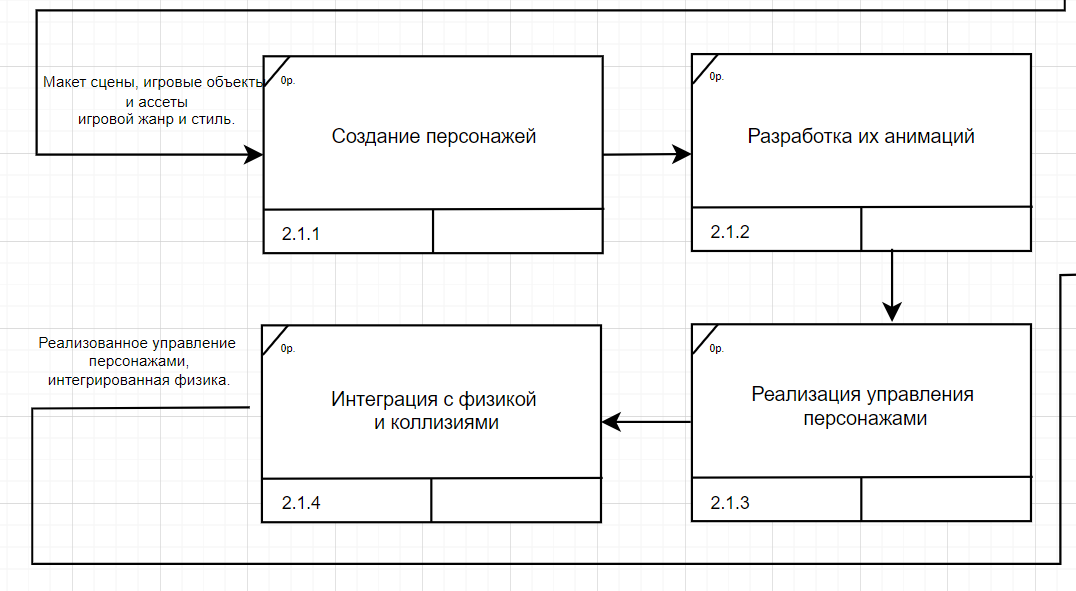 Макет сцены, игровые объекты
и ассеты
игровой жанр и стиль.
0р.
Создание персонажей
2.1.1
0р.
Разработка их анимаций
2.1.2
Реализованное управление
персонажами,
интегрированная физика.
0р.
Интеграция с физикой
и коллизиями
2.1.4
0р.
Реализация управления
персонажами
2.1.3